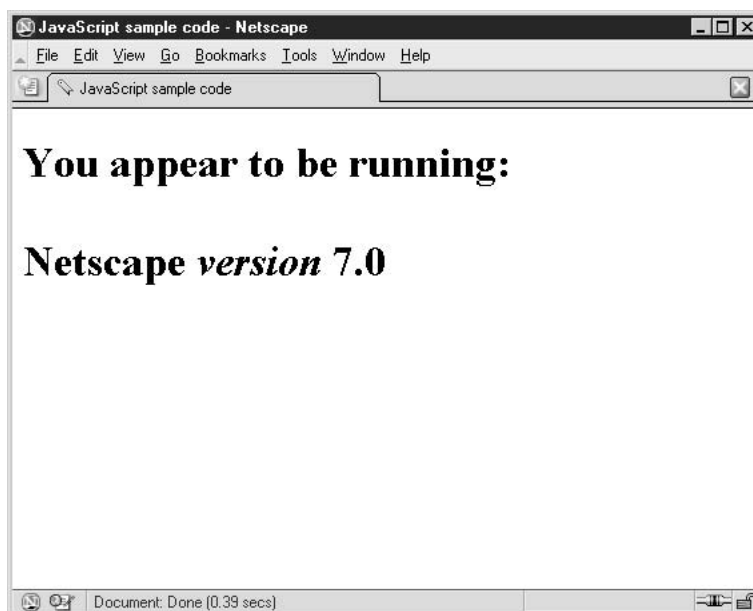 JavaScript sample code - Netscape
File Edit View Go Bookmarks Tools Window Help
JavaScript sample code
You appear to be running:
Netscape version 7.0
Document: Done (0.39 secs)